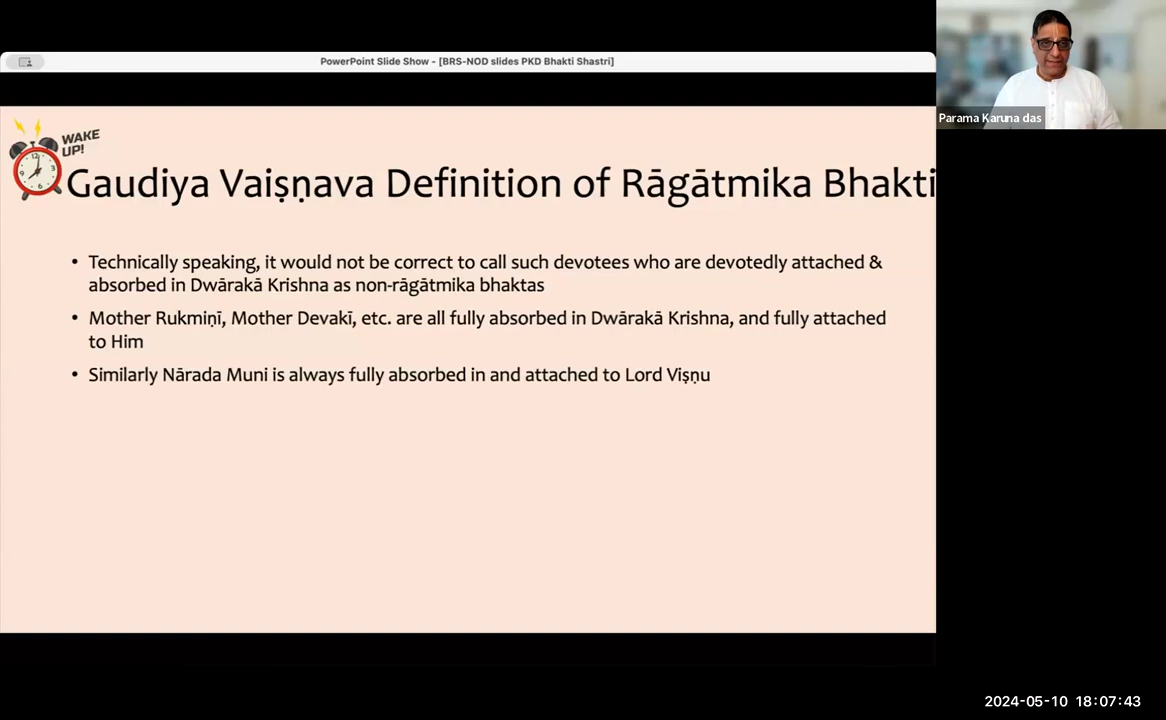 PowerPoint Slide Show - [BRS-NOD slides PKD Bhakti Shastri]
Parama Karuna das
WAKE
UP!
Gaudiya Vaiṣṇava Definition of Rāgātmika Bhakti
• Technically speaking, it would not be correct to call such devotees who are devotedly attached &
absorbed in Dwārakā Krishna as non-rāgātmika bhaktas
• Mother Rukmiṇī, Mother Devakī, etc. are all fully absorbed in Dwārakā Krishna, and fully attached
to Him
• Similarly Nārada Muni is always fully absorbed in and attached to Lord Viṣṇu
2024-05-10 18:07:43